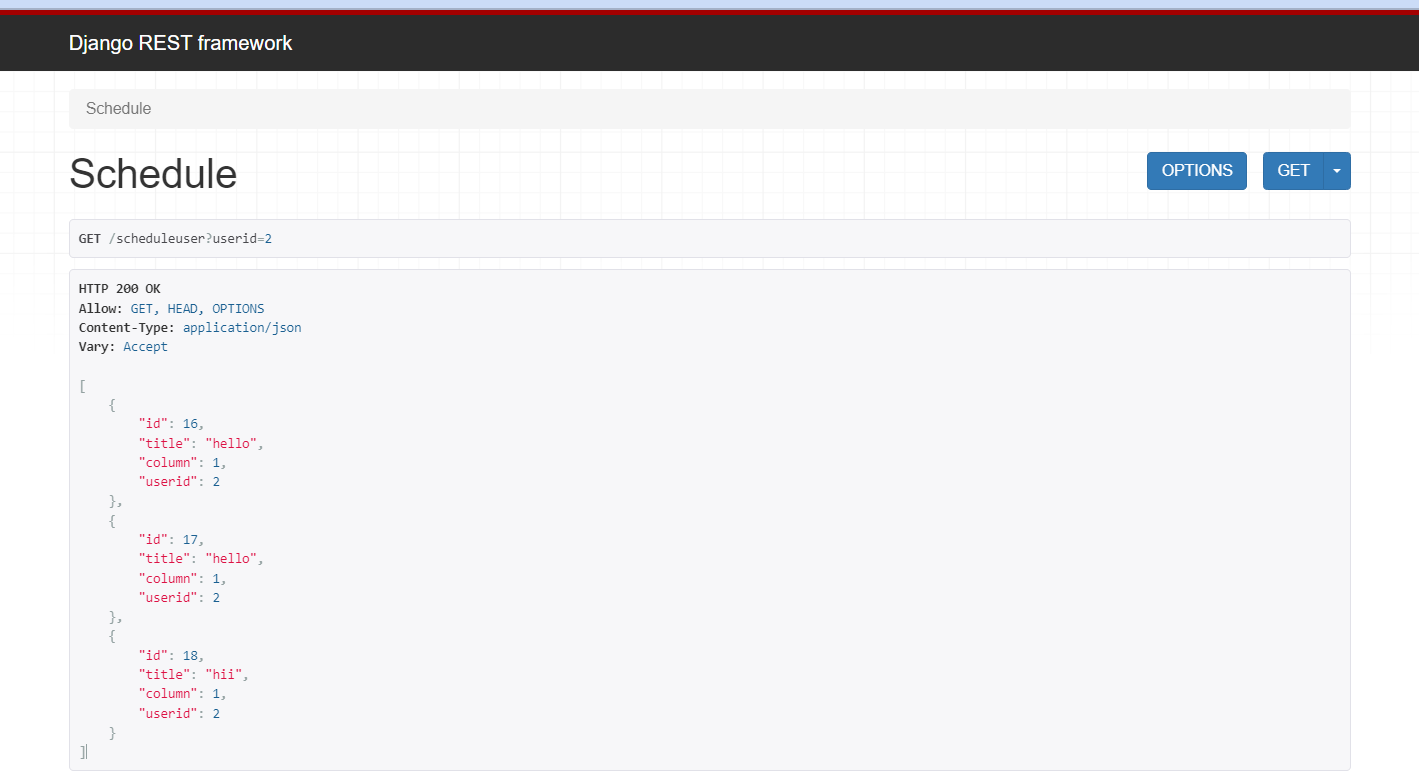 Django REST framework
Schedule
Schedule
OPTIONS
GET
GET /scheduleuser?userid=2
HTTP 200 OK
Allow: GET, HEAD, OPTIONS
Content-Type: application/json
Vary: Accept
[
    {
        "id": 16,
        "title": "hello",
        "column": 1,
        "userid": 2
    },
    {
        "id": 17,
        "title": "hello",
        "column": 1,
        "userid": 2
    },
    {
        "id": 18,
        "title": "hii",
        "column": 1,
        "userid": 2
    }
]